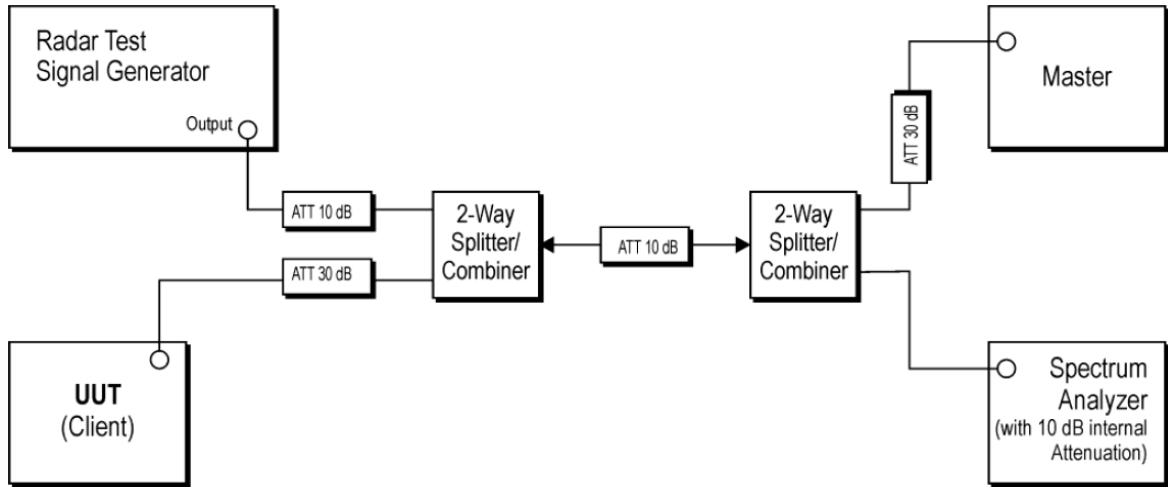 Radar Test
Signal Generator
Output
ATT 10 dB
ATT 30 dB
UUT
(Client)
2-Way
Splitter/
Combiner
ATT 10 dB
2-Way
Splitter/
Combiner
ATT 30 dB
Master
Spectrum
Analyzer
(with 10 dB internal
Attenuation)